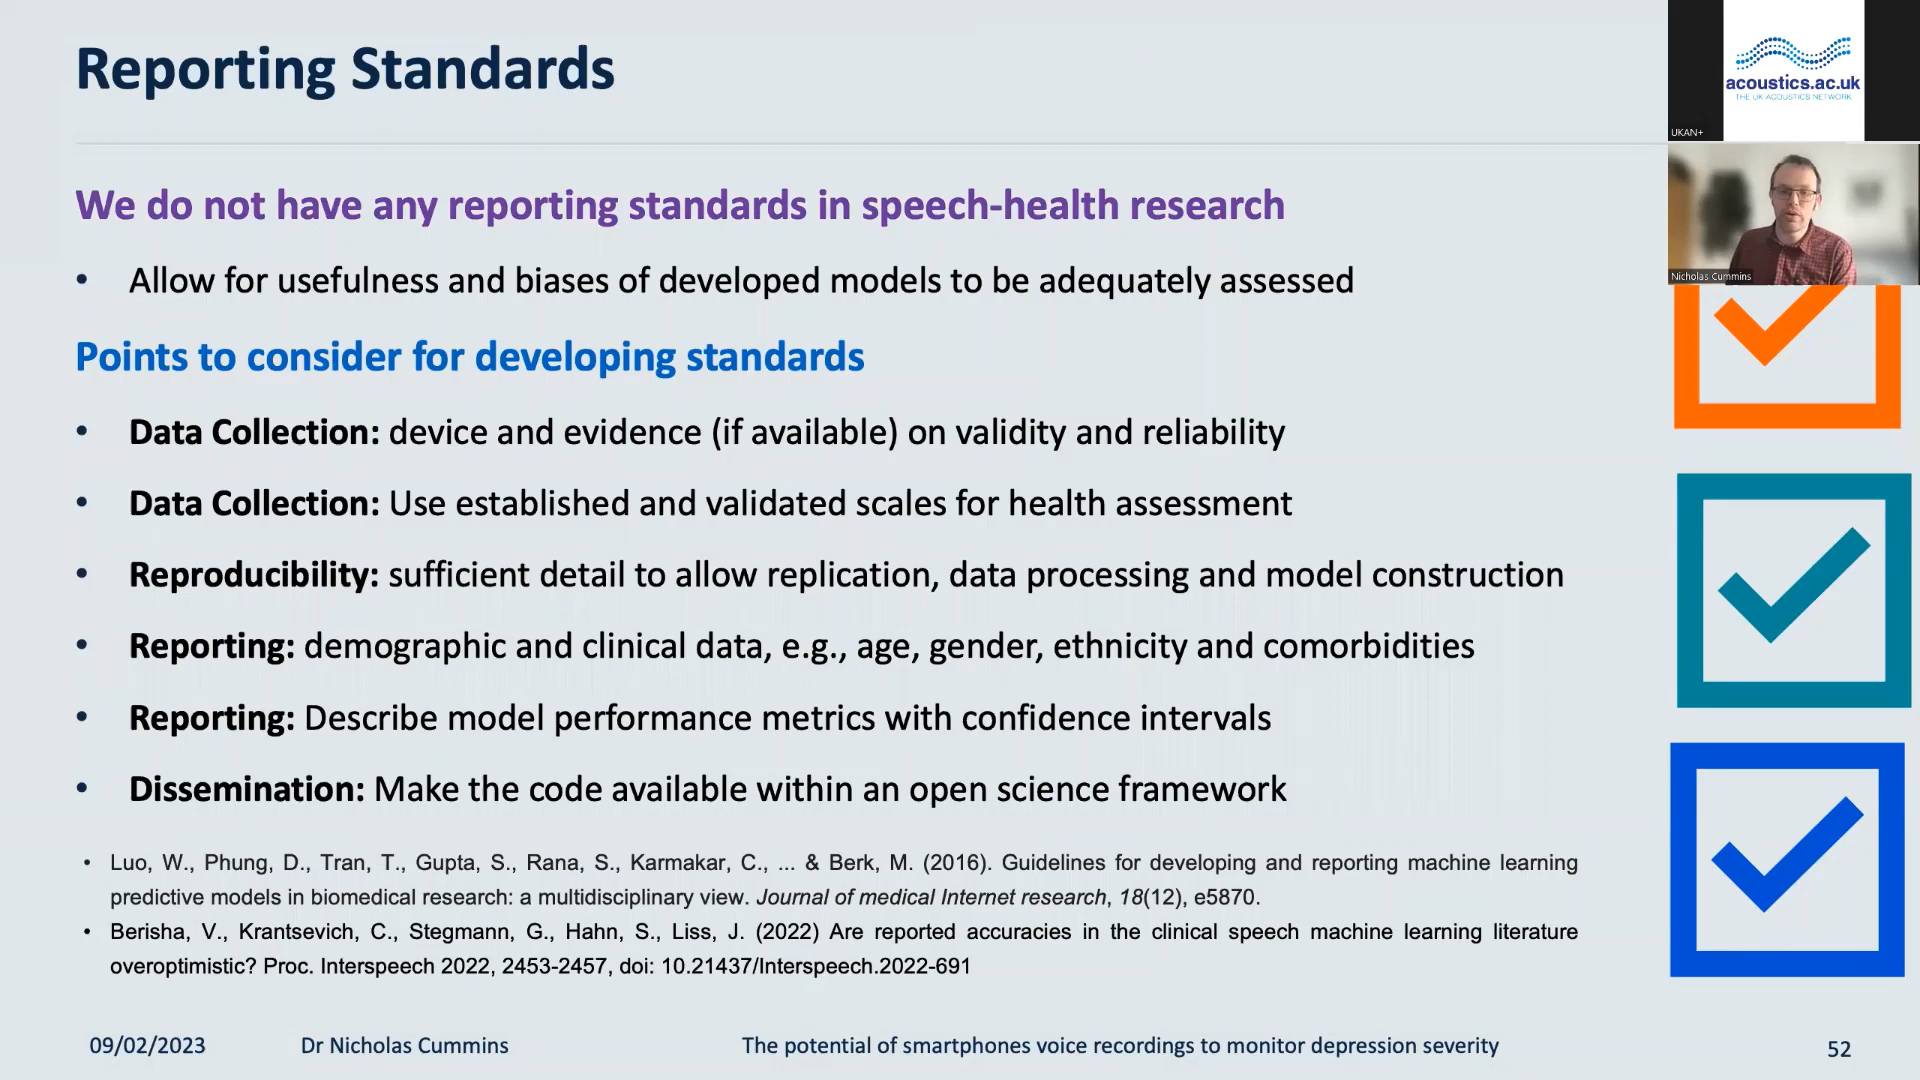 Reporting Standards
acoustics.ac.uk
THE UK ACOUSTICS NETWORK
UKAN+
Nicholas Cummins
We do not have any reporting standards in speech-health research
• Allow for usefulness and biases of developed models to be adequately assessed
Points to consider for developing standards
• Data Collection: device and evidence (if available) on validity and reliability
• Data Collection: Use established and validated scales for health assessment
• Reproducibility: sufficient detail to allow replication, data processing and model construction
• Reporting: demographic and clinical data, e.g., age, gender, ethnicity and comorbidities
• Reporting: Describe model performance metrics with confidence intervals
• Dissemination: Make the code available within an open science framework
• Luo, W., Phung, D., Tran, T., Gupta, S., Rana, S., Karmakar, C., ... & Berk, M. (2016). Guidelines for developing and reporting machine learning
predictive models in biomedical research: a multidisciplinary view. Journal of medical Internet research, 18(12), e5870.
• Berisha, V., Krantsevich, C., Stegmann, G., Hahn, S., Liss, J. (2022) Are reported accuracies in the clinical speech machine learning literature
overoptimistic? Proc. Interspeech 2022, 2453-2457, doi: 10.21437/Interspeech.2022-691
09/02/2023 Dr Nicholas Cummins The potential of smartphones voice recordings to monitor depression severity 52